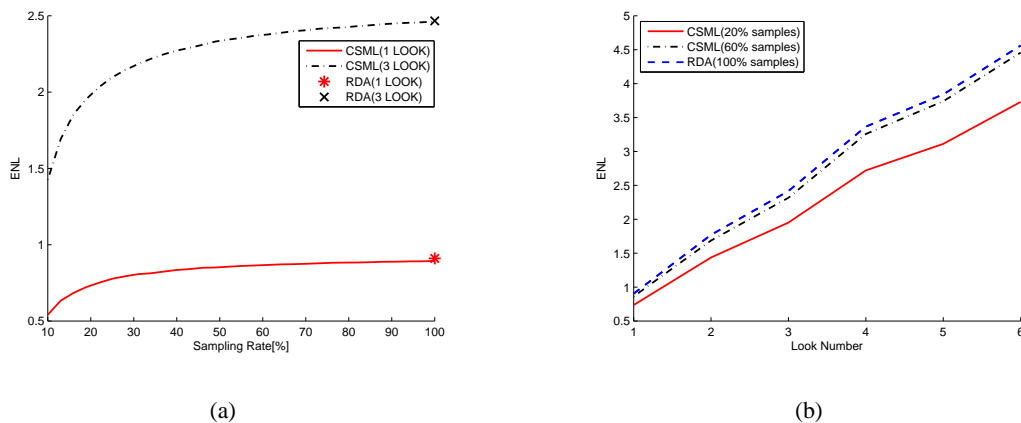 2.5
2
1.5
1
0.5
ENL
10 20 30 40 50 60 70 80 90 100
Sampling Rate[%]
CSML(1 LOOK)
CSML(3 LOOK)
RDA(1 LOOK)
RDA(3 LOOK)
(a)
5
4.5
4
3.5
3
2.5
2
1.5
1
0.5
ENL
1 2 3 4 5 6
Look Number
CSML(20% samples)
CSML(60% samples)
RDA(100% samples)
(b)